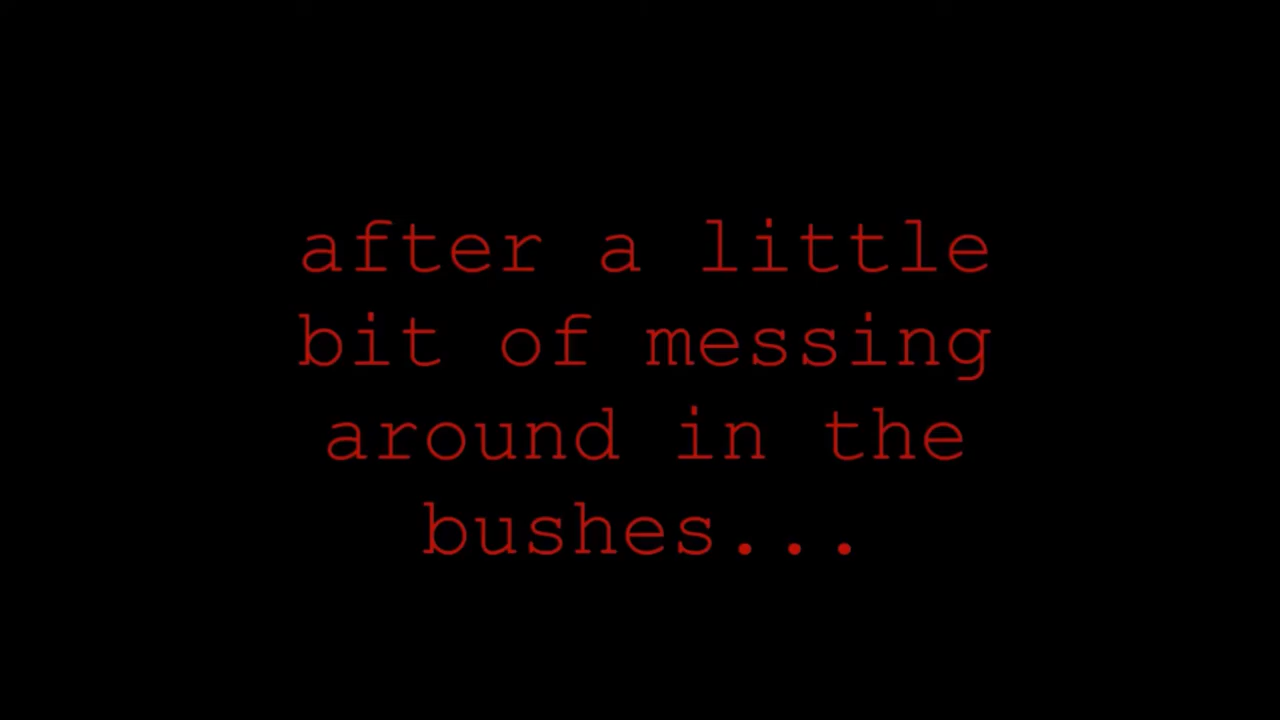 after a little
bit of messing
around in the
bushes...